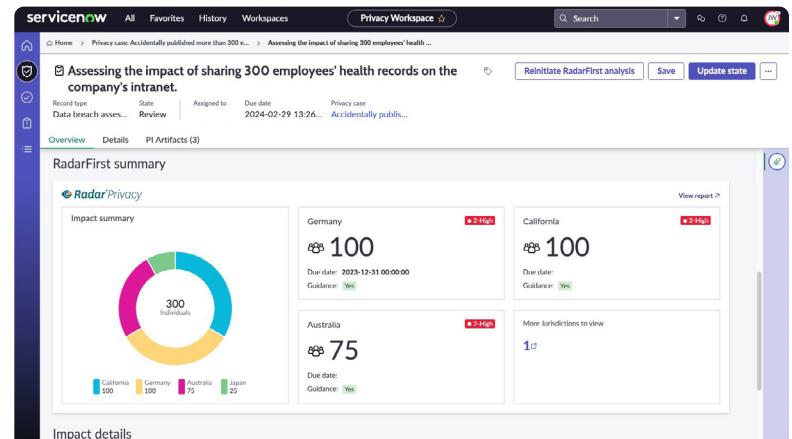 servicenow All Favorites History Workspaces Privacy Workspace ☆ Search JW
Home > Privacy case: Accidentally published more than 300 e... > Assessing the impact of sharing 300 employees' health ...
Assessing the impact of sharing 300 employees' health records on the
company's intranet.
Reinitiate RadarFirst analysis Save Update state ...
Record type State Assigned to Due date Privacy case
Data breach asses... Review 2024-02-29 13:26... Accidentally publis...
Overview Details PI Artifacts (3)
RadarFirst summary
Radar Privacy View report
Impact summary
300
Individuals
California Germany Australia Japan
100 100 75 25
Germany 2-High
100
Due date: 2023-12-31 00:00:00
Guidance: Yes
California 2-High
100
Due date:
Guidance: Yes
Australia 2-High
75
Due date:
Guidance: Yes
More Jurisdictions to view
1
Impact details